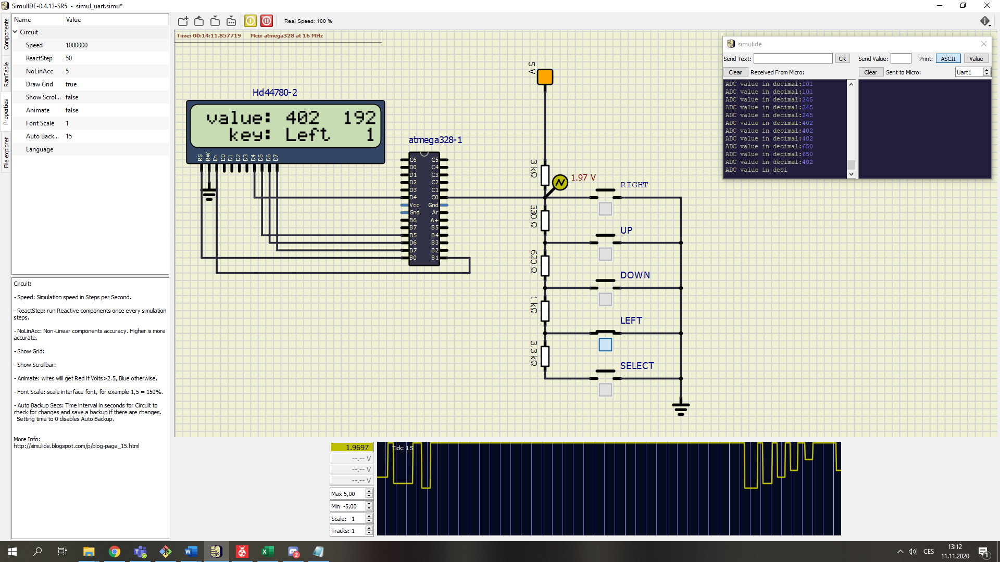 SimulIDE-0.4.13-SR5 - simul_uart.simu*
Components
RamTable
Properties
File explorer
Name Value
Circuit
Speed 1000000
ReactStep 50
NoLinAcc 5
Draw Grid true
Show Scrol... false
Animate false
Font Scale 1
Auto Back... 15
Language
Circuit:
- Speed: Simulation speed in Steps per Second.
- ReactStep: run Reactive components once every simulation
steps.
- NoLinAcc: Non-Linear components accuracy. Higher is more
accurate.
- Show Grid:
- Show Scrollbar:
- Animate: wires will get Red if Volts>2.5, Blue otherwise.
- Font Scale: scale interface font, for example 1,5 = 150%.
- Auto Backup Secs: Time interval in seconds for Circuit to
check for changes and save a backup if there are changes.
Setting time to 0 disables Auto Backup.
More Info:
http://simulide.blogspot.com/p/blog-page_15.html
Real Speed: 100 %
Time: 00:14:11.857719 Mcu: atmega328 at 16 MHz
Hd44780-2
value: 402 192
key: Left 1
RS RW En D0 D1 D2 D3 D4 D5 D6 D7
atmega328-1
C6 C5
D0 C4
D1 C3
D2 C2
D3 C1
D4 C0
Vcc Gnd
Gnd Ar
B6 A+
B7 B5
D5 B4
D6 B3
D7 B2
B0 B1
5 V
3 kΩ
1.97 V
RIGHT
330 Ω
UP
620 Ω
DOWN
1 kΩ
LEFT
3.3 kΩ
SELECT
simulide
Send Text: CR Send Value: Print: ASCII Value
Clear Received From Micro: Clear Sent to Micro: Uart1
ADC value in decimal:101
ADC value in decimal:101
ADC value in decimal:245
ADC value in decimal:245
ADC value in decimal:245
ADC value in decimal:402
ADC value in decimal:402
ADC value in decimal:402
ADC value in decimal:650
ADC value in decimal:650
ADC value in decimal:402
ADC value in deci
1.9697
--.-- V
--.-- V
--.-- V
Max 5,00
Min -5,00
Scale: 1
Tracks: 1
Tick: 1 S
2
CES
13:12
11.11.2020
1